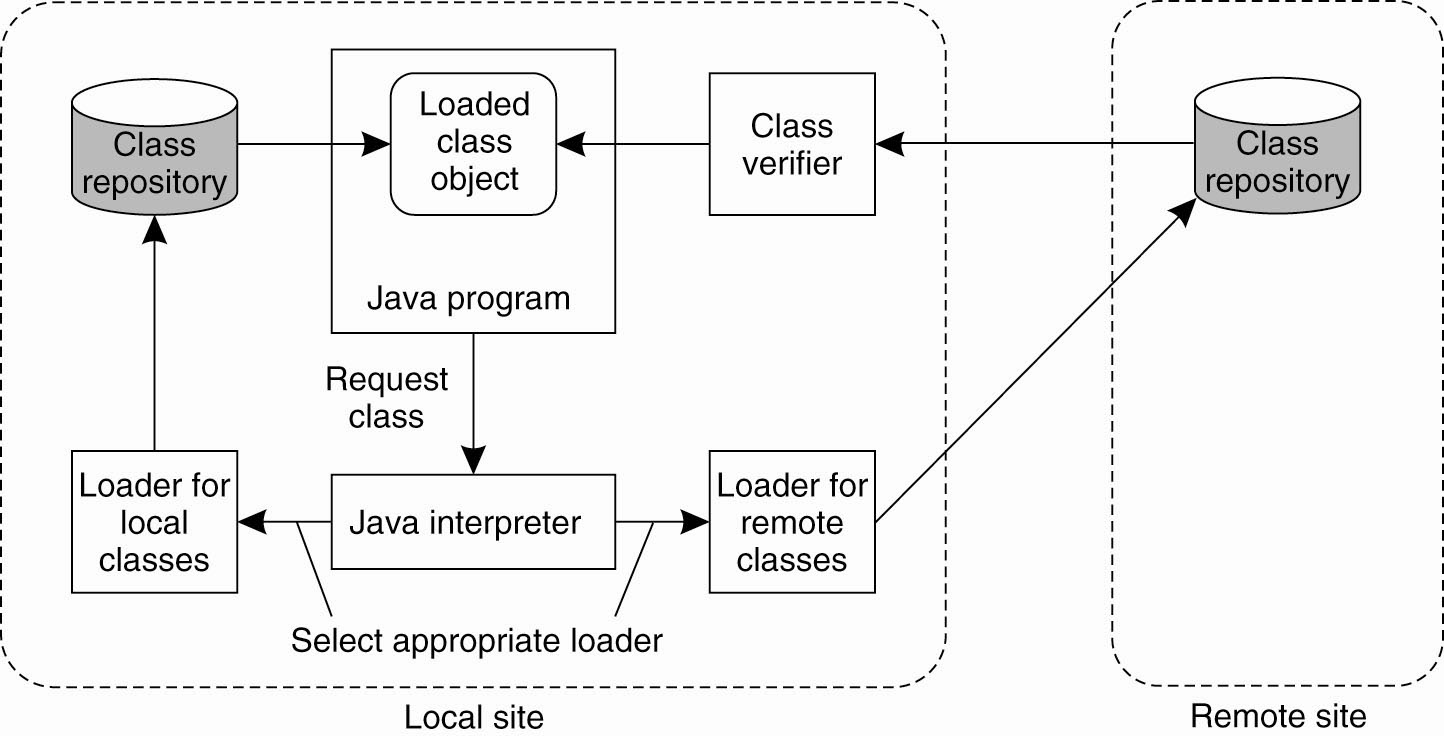 Class
repository
Loaded
class
object
Class
verifier
Class
repository
Java program
Request
class
Loader for
local
classes
Java interpreter
Loader for
remote
classes
Select appropriate loader
Local site
Remote site